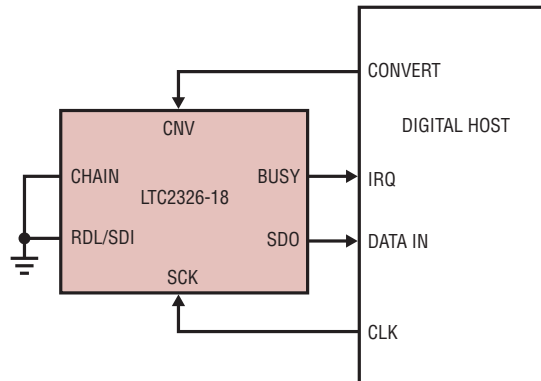 CONVERT
CNV
DIGITAL HOST
CHAIN
BUSY
IRQ
LTC2326-18
RDL/SDI
SDO
DATA IN
SCK
CLK